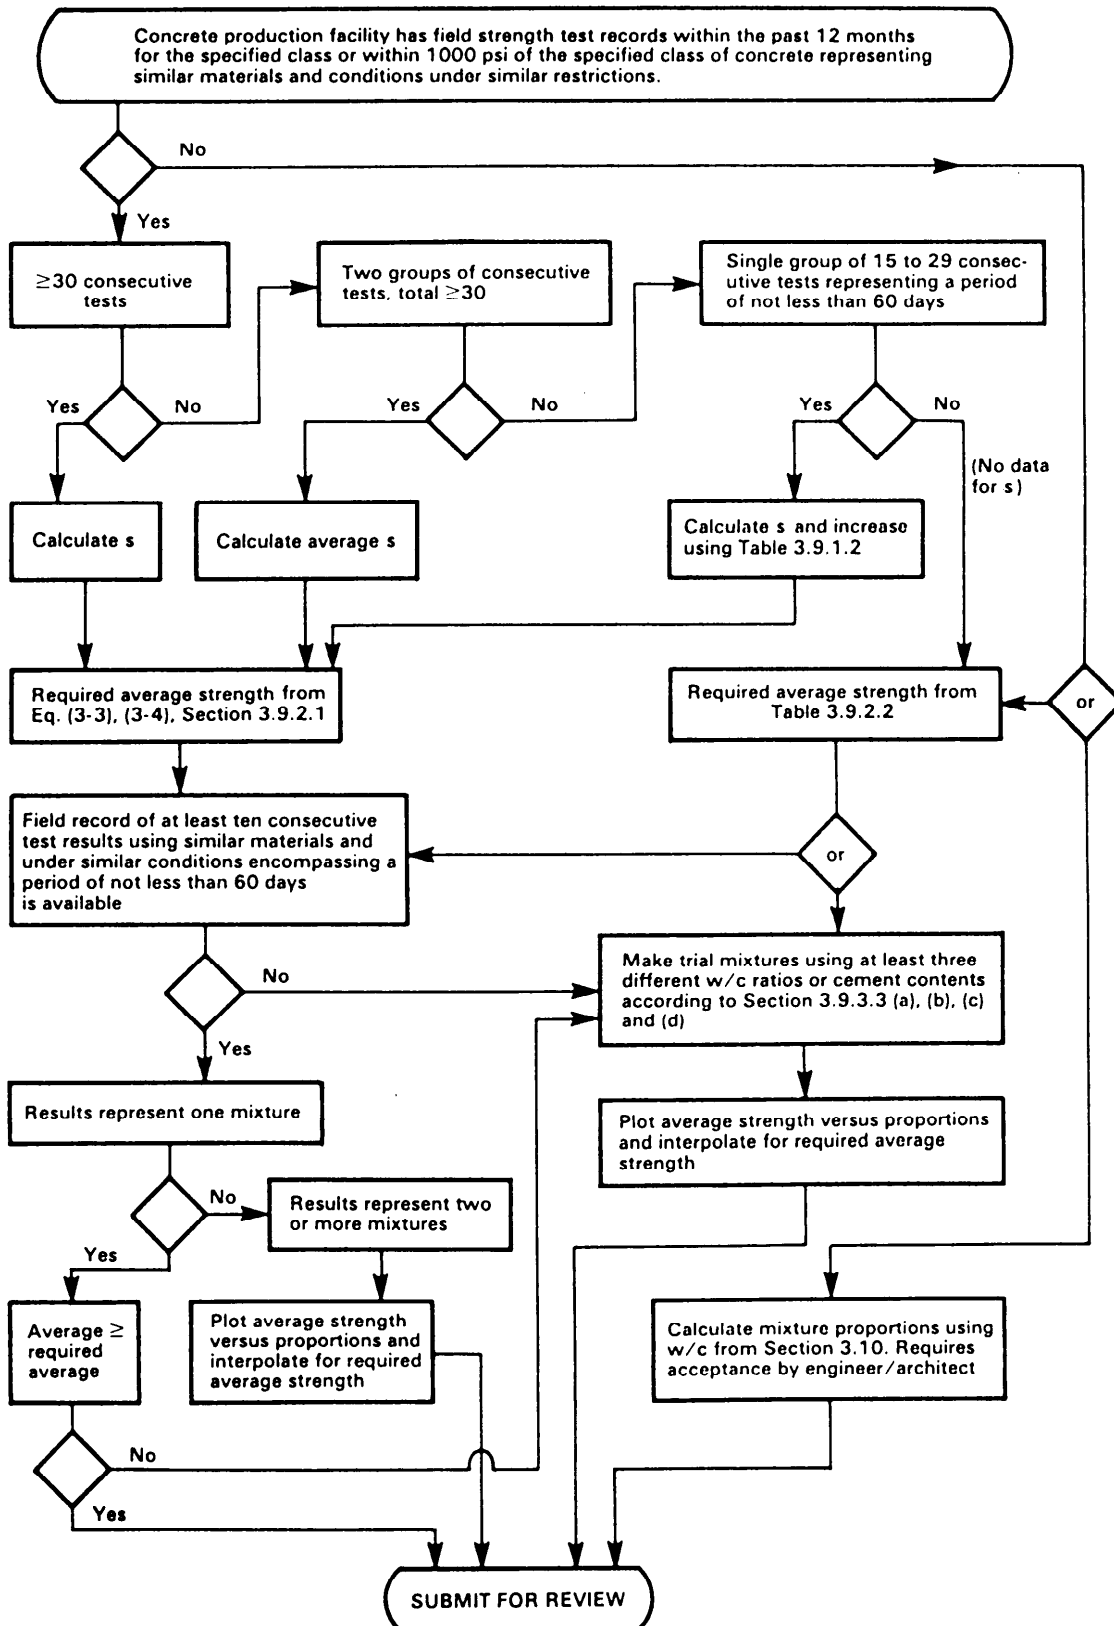 Concrete production facility has field strength test records within the past 12 months
for the specified class or within 1000 psi of the specified class of concrete representing
similar materials and conditions under similar restrictions.
No
Yes
≥30 consecutive
tests
Two groups of consecutive
tests, total ≥30
Single group of 15 to 29 consec-
utive tests representing a period
of not less than 60 days
Yes
No
Yes
No
Yes
No
(No data
for s)
Calculate s
Calculate average s
Calculate s and increase
using Table 3.9.1.2
Required average strength from
Eq. (3-3), (3-4), Section 3.9.2.1
Required average strength from
Table 3.9.2.2
or
Field record of at least ten consecutive
test results using similar materials and
under similar conditions encompassing a
period of not less than 60 days
is available
or
No
Make trial mixtures using at least three
different w/c ratios or cement contents
according to Section 3.9.3.3 (a), (b), (c)
and (d)
Yes
Results represent one mixture
Plot average strength versus proportions
and interpolate for required average
strength
No
Results represent two
or more mixtures
Yes
Average ≥
required
average
Plot average strength
versus proportions and
interpolate for required
average strength
Calculate mixture proportions using
w/c from Section 3.10. Requires
acceptance by engineer/architect
No
Yes
SUBMIT FOR REVIEW